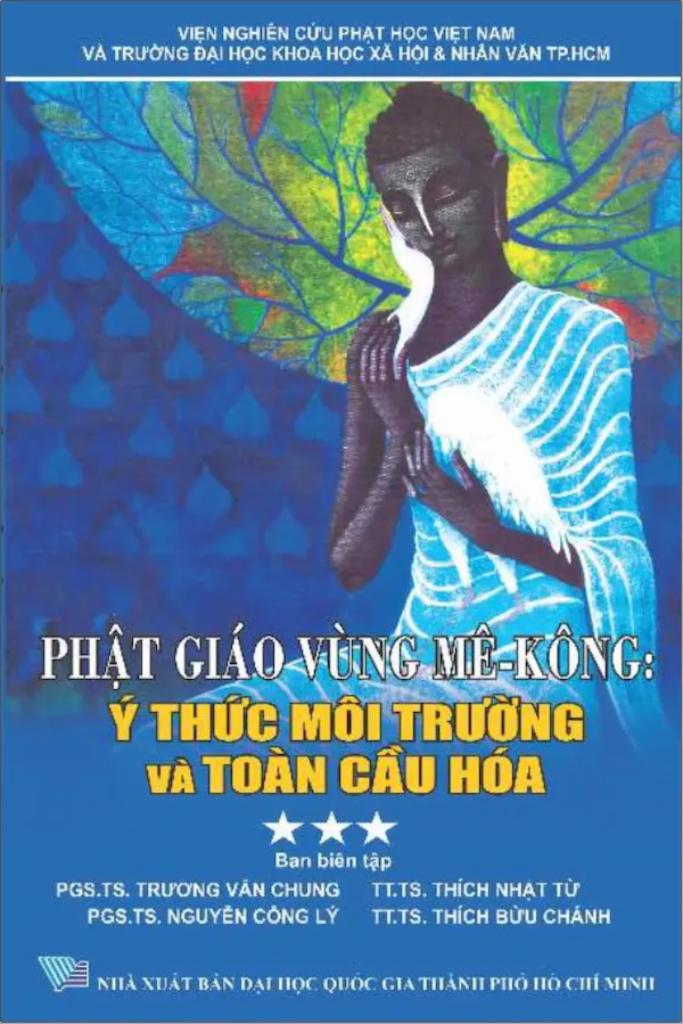 VIỆN NGHIÊN CỨU PHẬT HỌC VIỆT NAM
VÀ TRƯỜNG ĐẠI HỌC KHOA HỌC XÃ HỘI & NHÂN VĂN TP.HCM
PHẬT GIÁO VÙNG MÊ-KÔNG:
Ý THỨC MÔI TRƯỜNG
VÀ TOÀN CẦU HÓA
Ban biên tập
PGS.TS. TRƯƠNG VĂN CHUNG TT.TS. THÍCH NHẬT TỪ
PGS.TS. NGUYỄN CÔNG LÝ TT.TS. THÍCH BỬU CHÁNH
NHÀ XUẤT BẢN ĐẠI HỌC QUỐC GIA THÀNH PHỐ HỒ CHÍ MINH